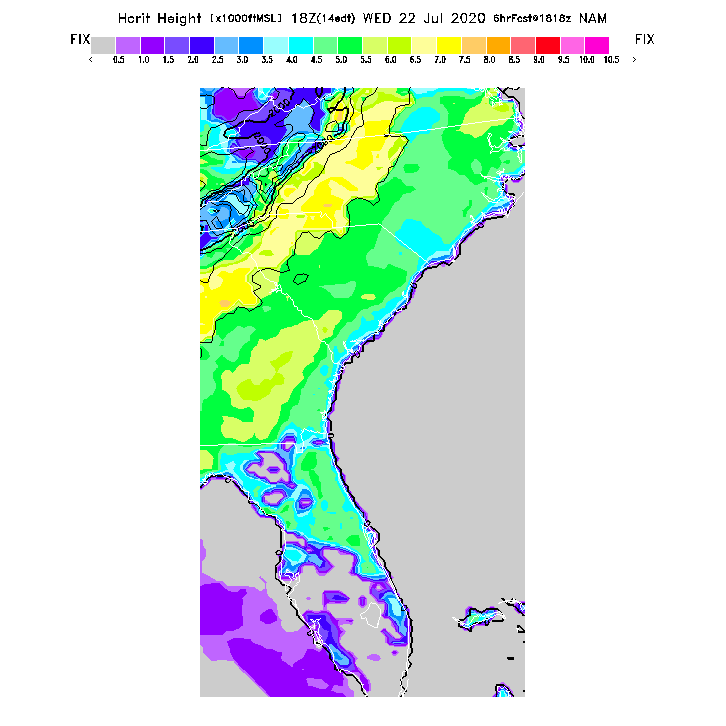 Hcrit Height [x1000ftMSL] 18Z(14edt) WED 22 Jul 2020 6hrFcst@1818z NAM
FIX FIX
< 0.5 1.0 1.5 2.0 2.5 3.0 3.5 4.0 4.5 5.0 5.5 6.0 6.5 7.0 7.5 8.0 8.5 9.0 9.5 10.0 10.5 >
2000